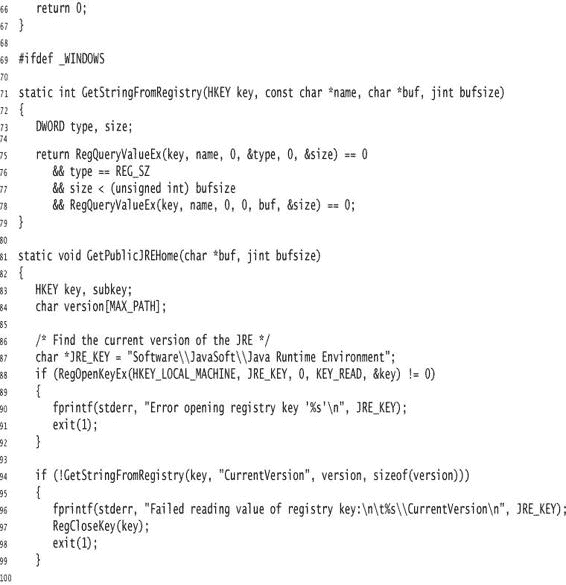 66    return 0;
67 }
68
69 #ifdef _WINDOWS
70
71 static int GetStringFromRegistry(HKEY key, const char *name, char *buf, jint bufsize)
72 {
73    DWORD type, size;
74
75    return RegQueryValueEx(key, name, 0, &type, 0, &size) == 0
76       && type == REG_SZ
77       && size < (unsigned int) bufsize
78       && RegQueryValueEx(key, name, 0, 0, buf, &size) == 0;
79 }
80
81 static void GetPublicJREHome(char *buf, jint bufsize)
82 {
83    HKEY key, subkey;
84    char version[MAX_PATH];
85
86    /* Find the current version of the JRE */
87    char *JRE_KEY = "Software\\JavaSoft\\Java Runtime Environment";
88    if (RegOpenKeyEx(HKEY_LOCAL_MACHINE, JRE_KEY, 0, KEY_READ, &key) != 0)
89    {
90       fprintf(stderr, "Error opening registry key '%s'\n", JRE_KEY);
91       exit(1);
92    }
93
94    if (!GetStringFromRegistry(key, "CurrentVersion", version, sizeof(version)))
95    {
96       fprintf(stderr, "Failed reading value of registry key:\n\t%s\\CurrentVersion\n", JRE_KEY);
97       RegCloseKey(key);
98       exit(1);
99    }
100